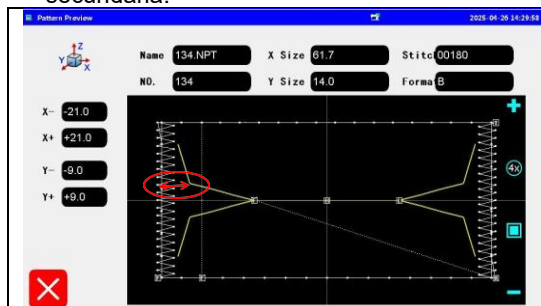 secundaria.
Pattern Preview 2025-04-26 14:29:58
Z
Y X
Name 134.NPT X Size 61.7 Stitc 00180
NO. 134 Y Size 14.0 Forma B
X- -21.0
X+ +21.0
Y- -9.0
Y+ +9.0
4x